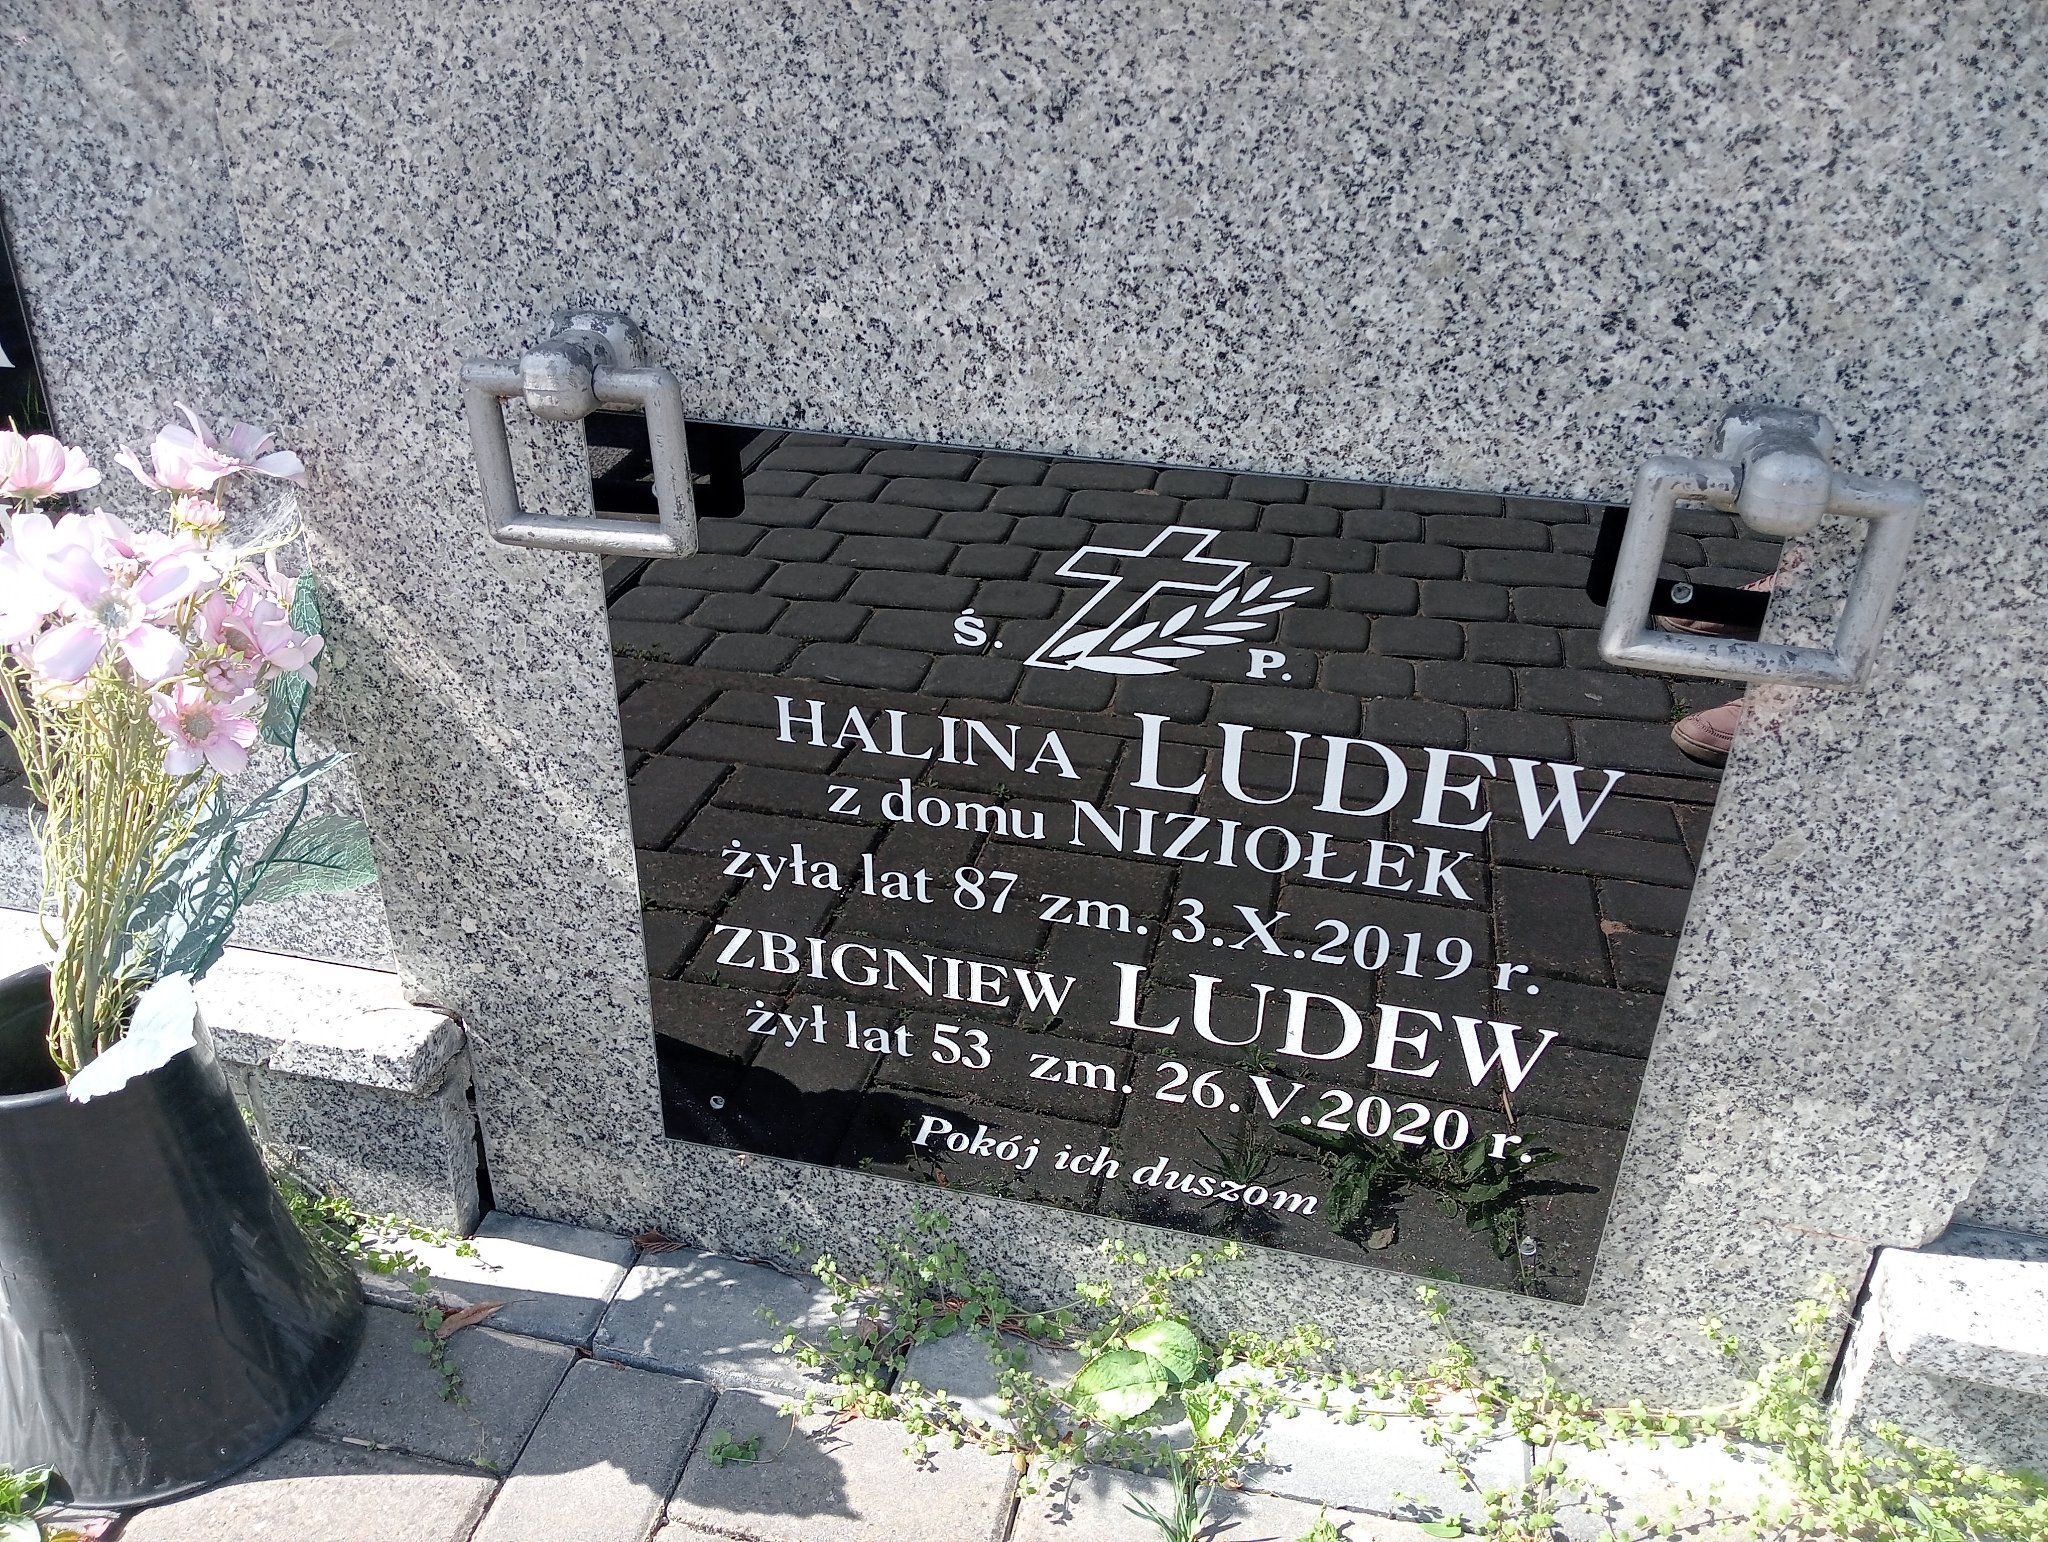 Ś. P.
HALINA LUDEW
z domu NIZIOŁEK
żyła lat 87 zm. 3.X.2019 r.
ZBIGNIEW LUDEW
żył lat 53 zm. 26.V.2020 r.
Pokój ich duszom